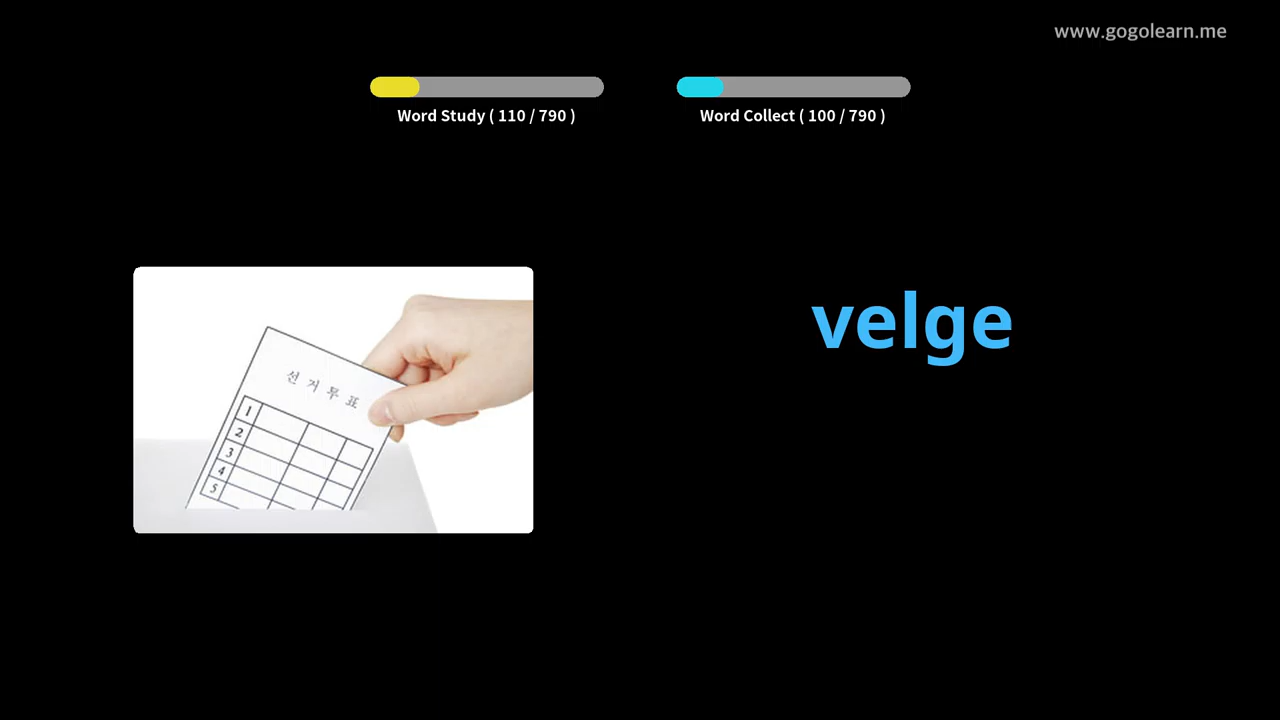 www.gogolearn.me
Word Study ( 110 / 790 )
Word Collect ( 100 / 790 )
velge
선거투표
1
2
3
4
5